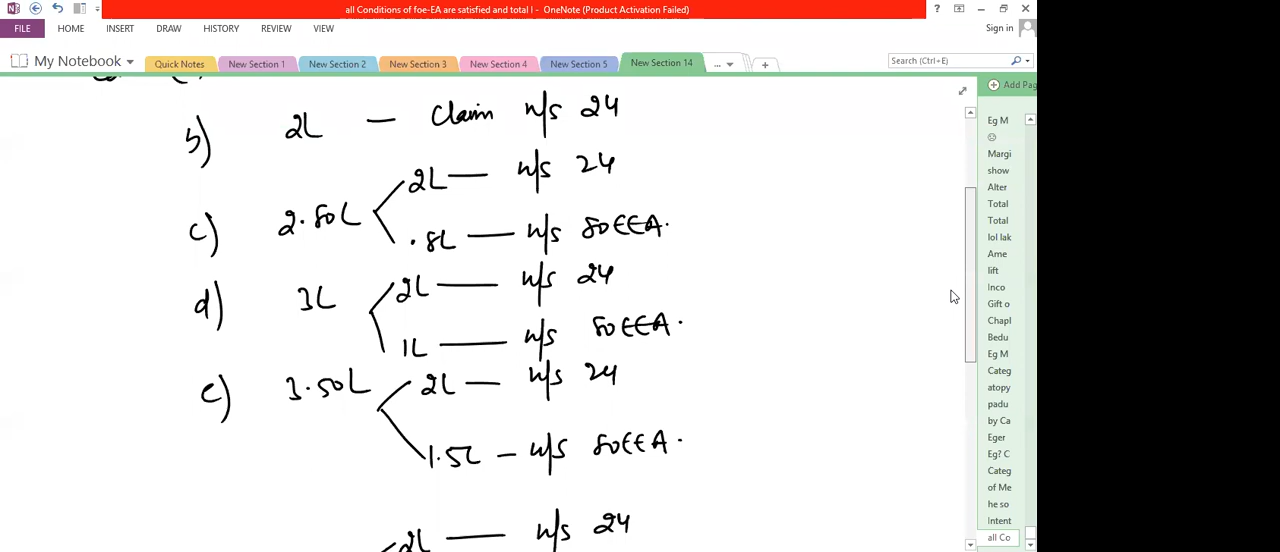 all Conditions of foe-EA are satisfied and total I - OneNote (Product Activation Failed)
FILE HOME INSERT DRAW HISTORY REVIEW VIEW Sign in
My Notebook Quick Notes New Section 1 New Section 2 New Section 3 New Section 4 New Section 5 New Section 14 ... Search (Ctrl+E)
Add Pag
Eg M
☹
Margi
show
Alter
Total
Total
lol lak
Ame
lift
Inco
Gift o
Chapl
Bedu
Eg M
Categ
atopy
padu
by Ca
Eger
Eg? C
Categ
of Me
he so
Intent
all Co
b) 2L — Claim u/s 24
c) 2.80L
2L — u/s 24
.8L — u/s 80EEA.
d) 3L
2L — u/s 24
1L — u/s 80EEA.
e) 3.50L
2L — u/s 24
1.5L — u/s 80EEA.
2L — u/s 24